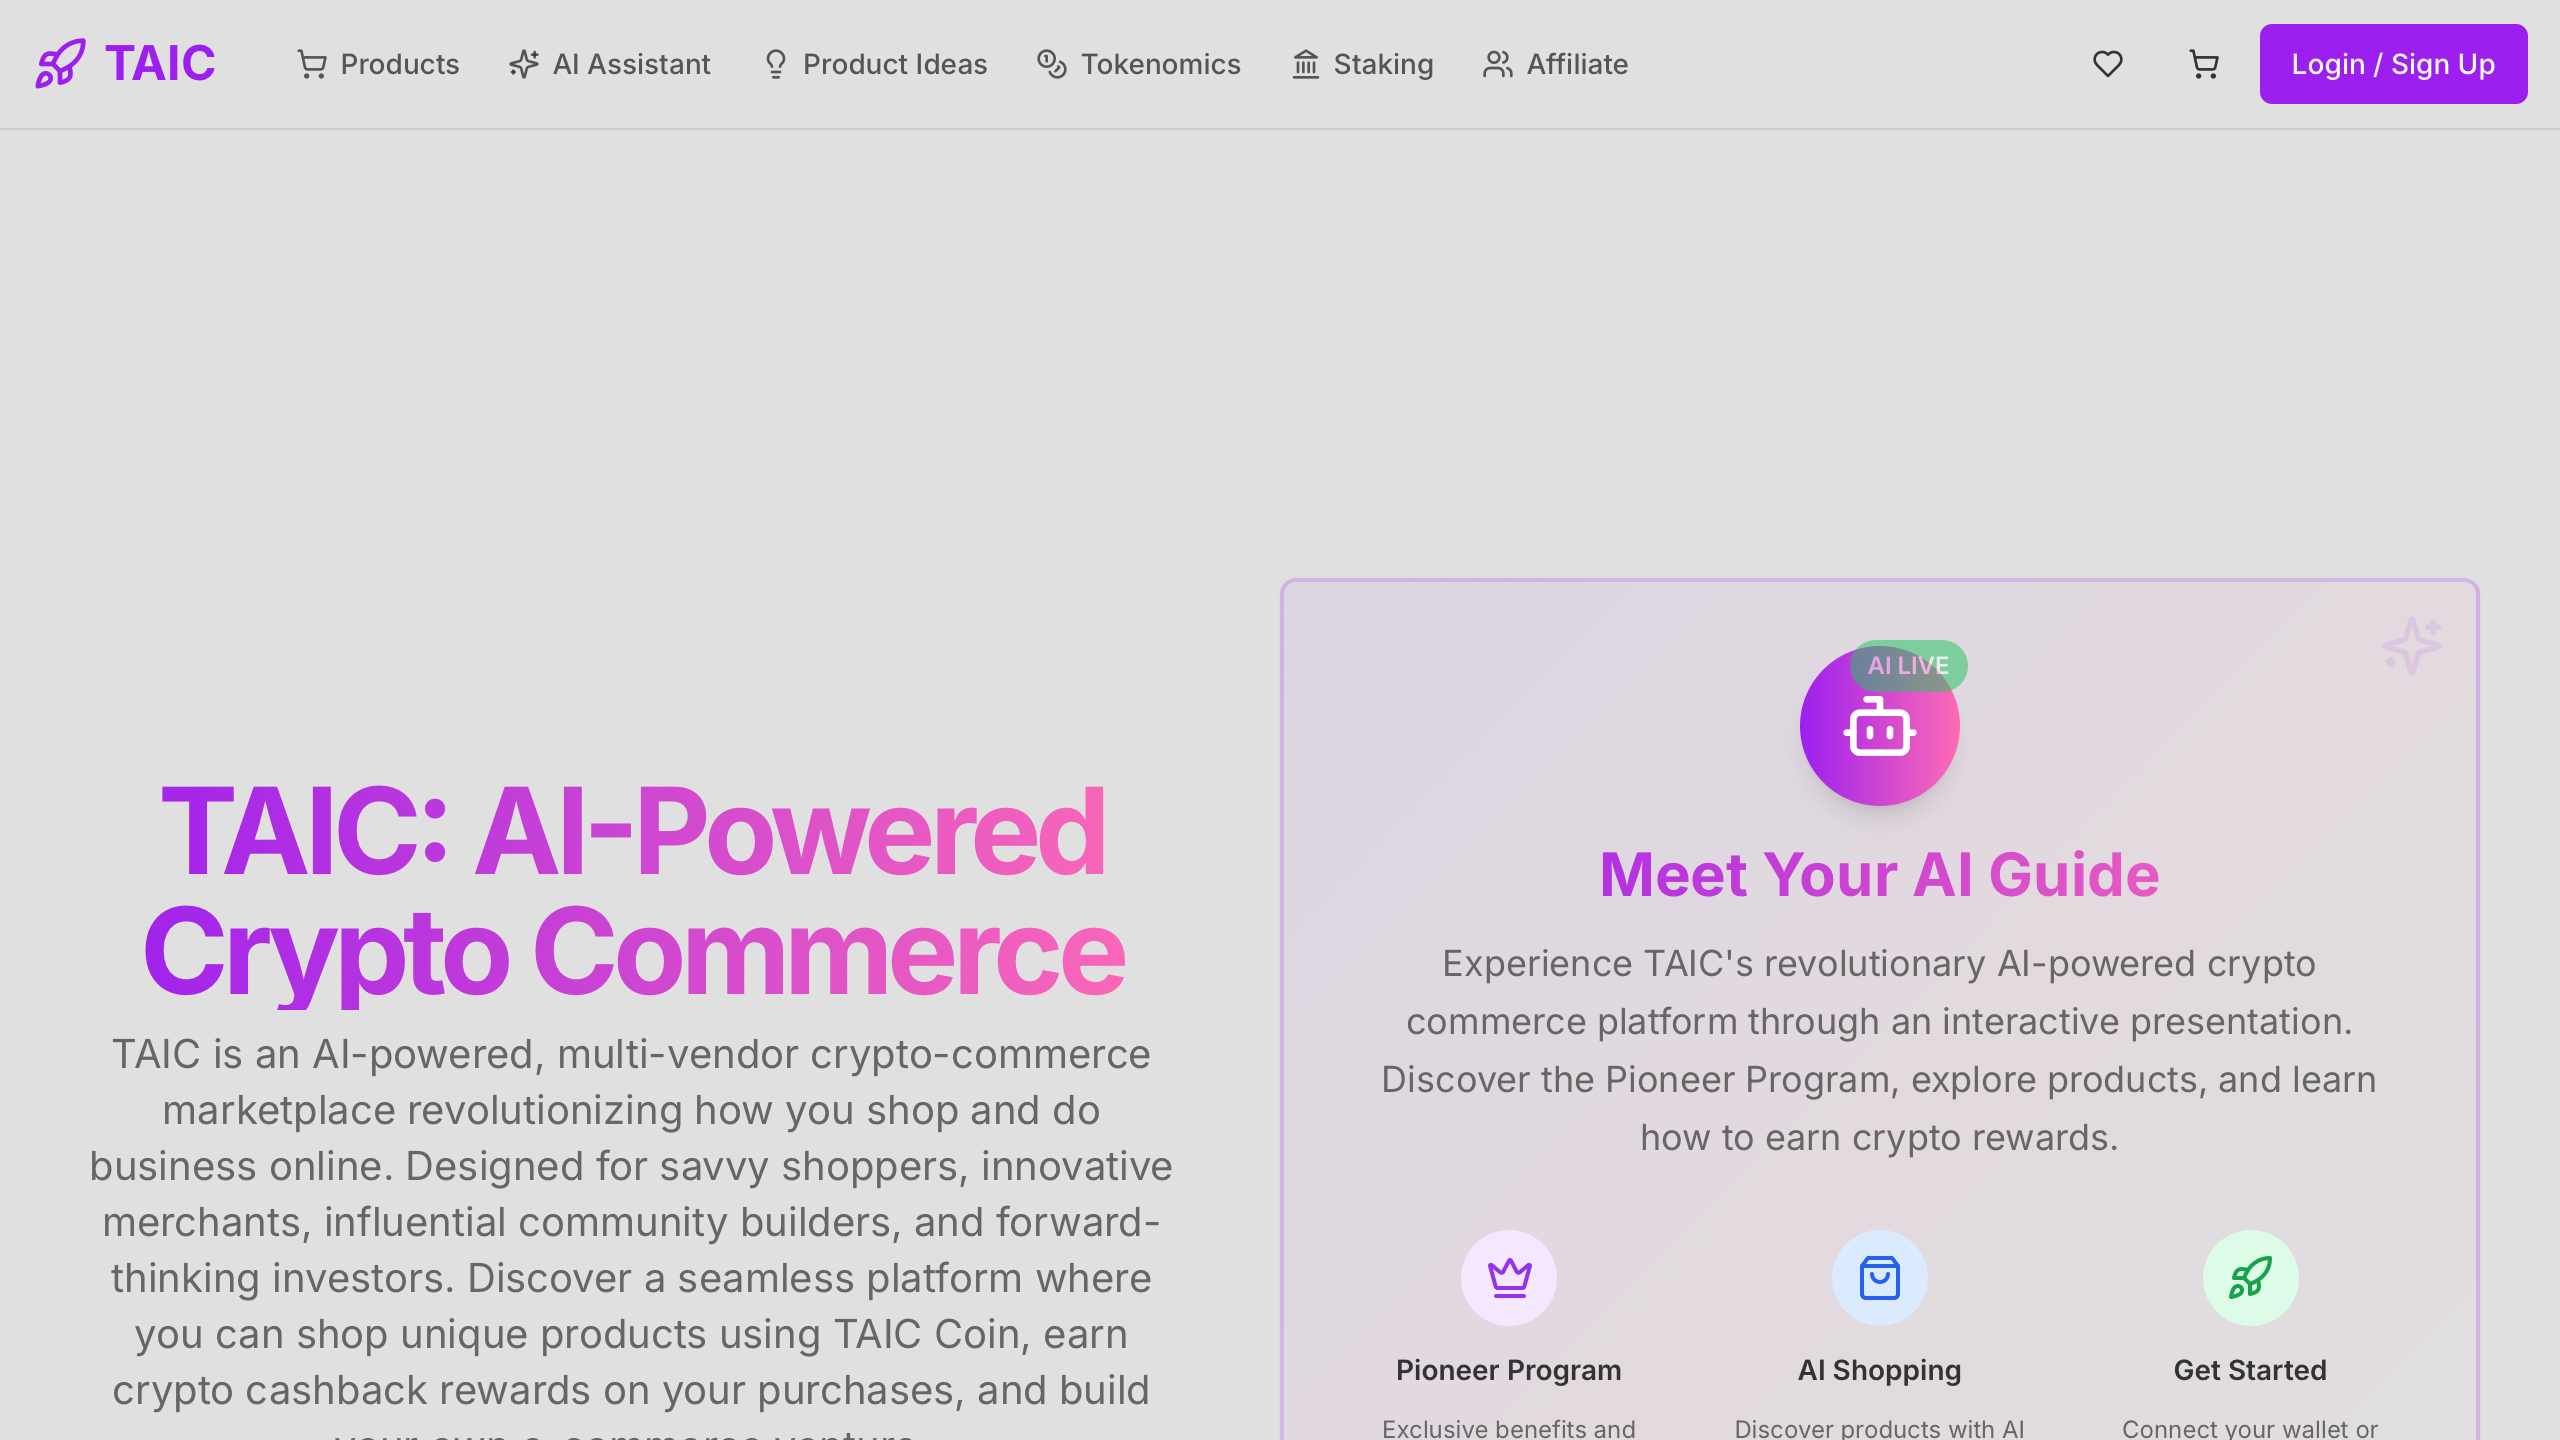 TAIC
Products
AI Assistant
Product Ideas
Tokenomics
Staking
Affiliate
Login / Sign Up
TAIC: AI-Powered
Crypto Commerce
TAIC is an AI-powered, multi-vendor crypto-commerce
marketplace revolutionizing how you shop and do
business online. Designed for savvy shoppers, innovative
merchants, influential community builders, and forward-
thinking investors. Discover a seamless platform where
you can shop unique products using TAIC Coin, earn
crypto cashback rewards on your purchases, and build
your own e-commerce venture.
AI LIVE
Meet Your AI Guide
Experience TAIC's revolutionary AI-powered crypto
commerce platform through an interactive presentation.
Discover the Pioneer Program, explore products, and learn
how to earn crypto rewards.
Pioneer Program
Exclusive benefits and
AI Shopping
Discover products with AI
Get Started
Connect your wallet or